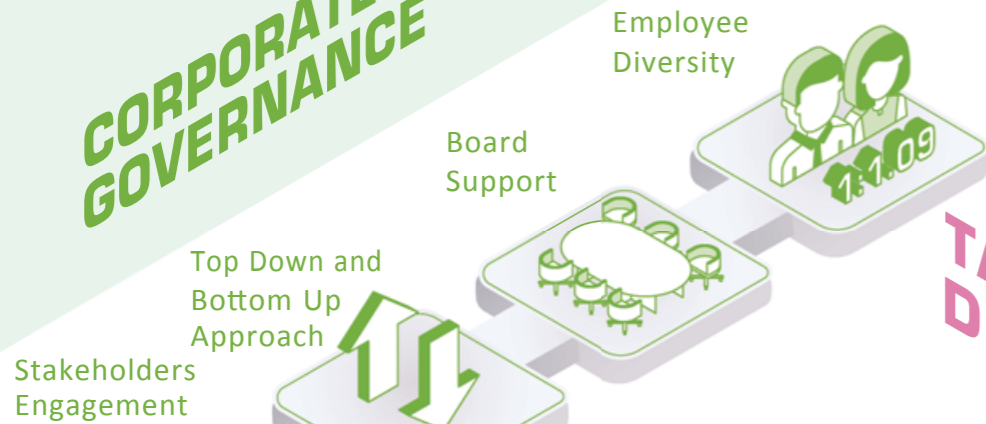 CORPORATE
GOVERNANCE
Employee
Diversity
1:1.09
Board
Support
Top Down and
Bottom Up
Approach
Stakeholders
Engagement